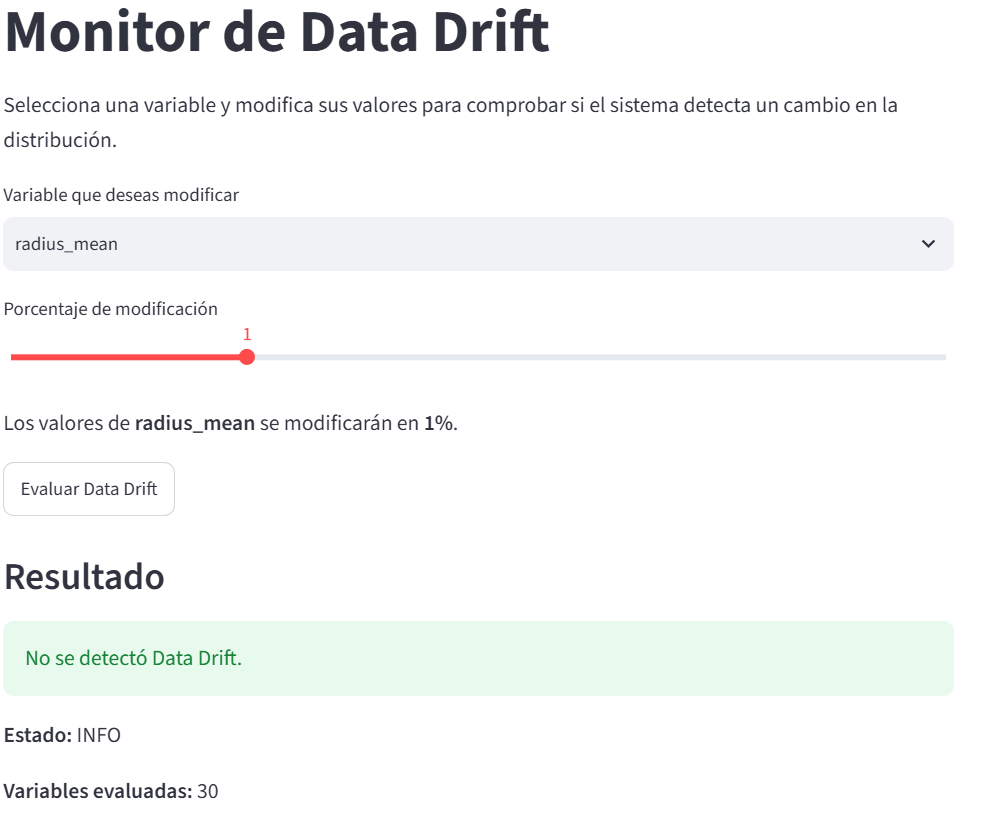 Monitor de Data Drift
Selecciona una variable y modifica sus valores para comprobar si el sistema detecta un cambio en la
distribución.
Variable que deseas modificar
radius_mean
Porcentaje de modificación
1
Los valores de radius_mean se modificarán en 1%.
Evaluar Data Drift
Resultado
No se detectó Data Drift.
Estado: INFO
Variables evaluadas: 30